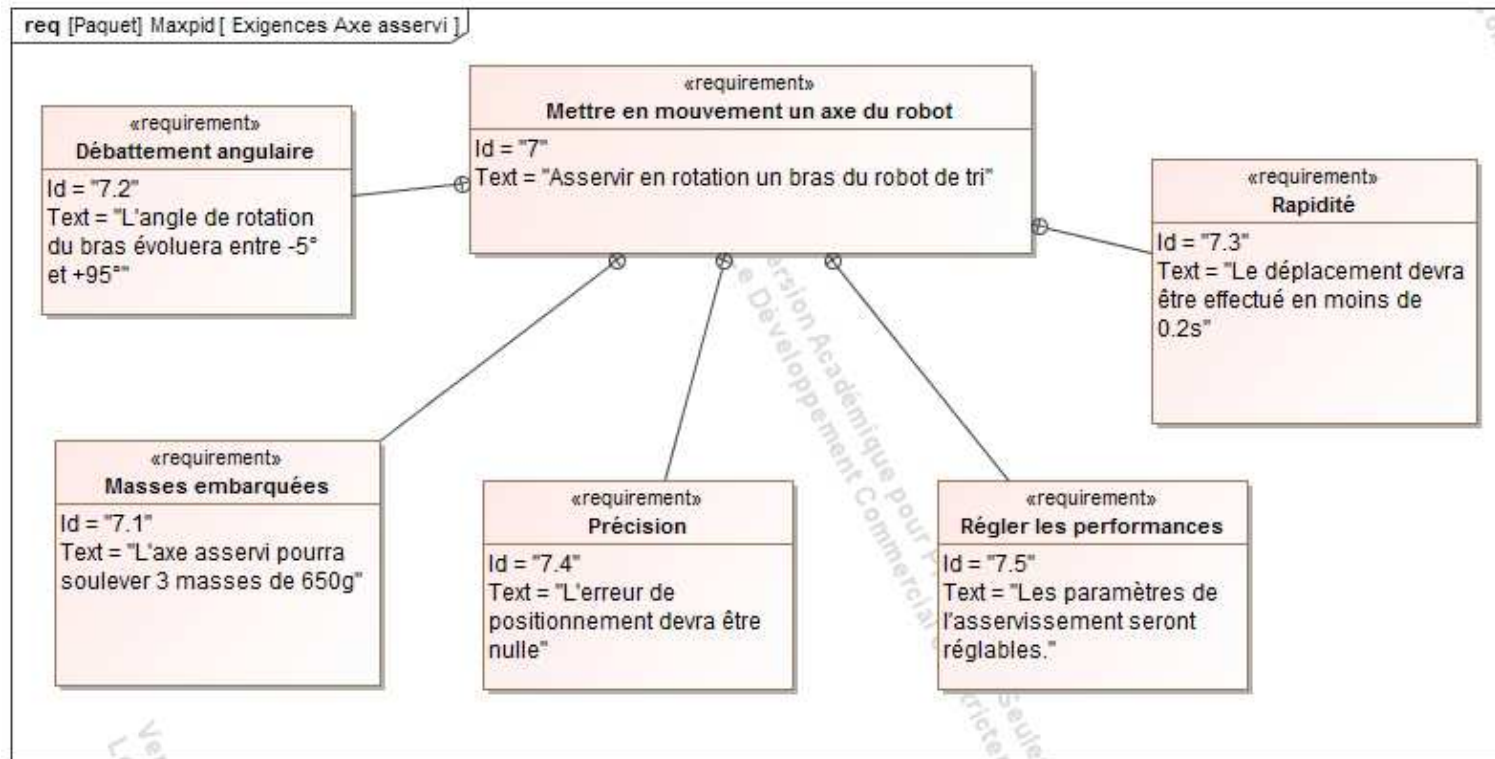 req [Paquet] Maxpid [ Exigences Axe asservi ]
«requirement»
Mettre en mouvement un axe du robot
Id = "7"
Text = "Asservir en rotation un bras du robot de tri"
«requirement»
Débattement angulaire
Id = "7.2"
Text = "L'angle de rotation
du bras évoluera entre -5°
et +95°"
«requirement»
Rapidité
Id = "7.3"
Text = "Le déplacement devra
être effectué en moins de
0.2s"
«requirement»
Masses embarquées
Id = "7.1"
Text = "L'axe asservi pourra
soulever 3 masses de 650g"
«requirement»
Précision
Id = "7.4"
Text = "L'erreur de
positionnement devra être
nulle"
«requirement»
Régler les performances
Id = "7.5"
Text = "Les paramètres de
l'asservissement seront
réglables."
Académique pour
Développement Commercial